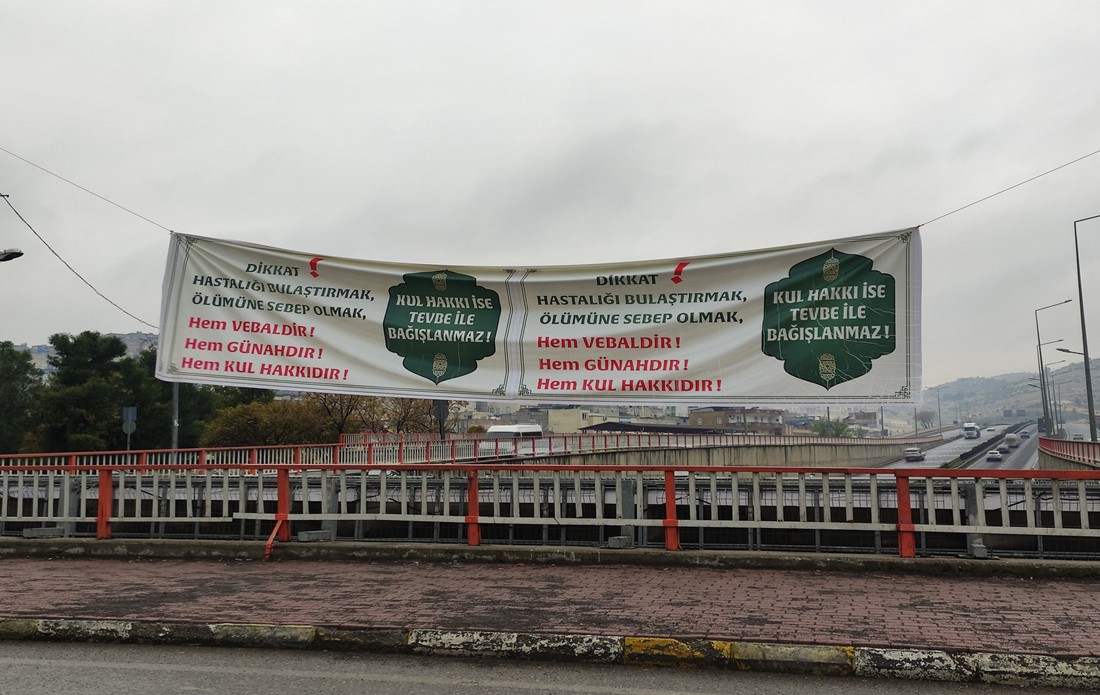 DİKKAT !
HASTALIĞI BULAŞTIRMAK,
ÖLÜMÜNE SEBEP OLMAK,
Hem VEBALDİR !
Hem GÜNAHDIR !
Hem KUL HAKKIDIR !
KUL HAKKI İSE
TEVBE İLE
BAĞIŞLANMAZ !
DİKKAT !
HASTALIĞI BULAŞTIRMAK,
ÖLÜMÜNE SEBEP OLMAK,
Hem VEBALDİR !
Hem GÜNAHDIR !
Hem KUL HAKKIDIR !
KUL HAKKI İSE
TEVBE İLE
BAĞIŞLANMAZ !